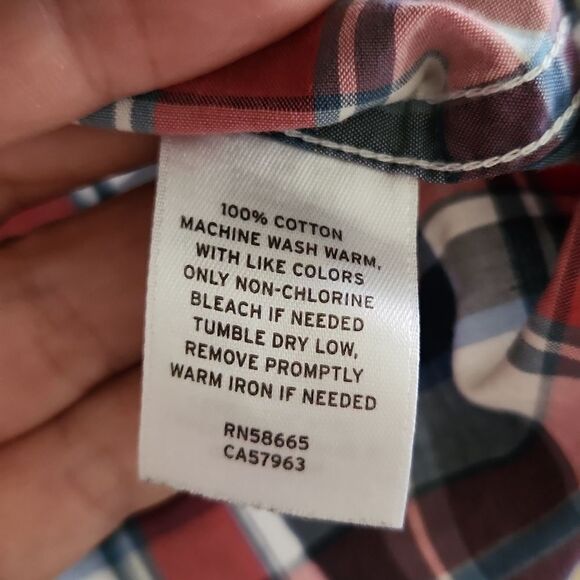 100% COTTON
MACHINE WASH WARM,
WITH LIKE COLORS
ONLY NON-CHLORINE
BLEACH IF NEEDED
TUMBLE DRY LOW,
REMOVE PROMPTLY
WARM IRON IF NEEDED
RN58665
CA57963